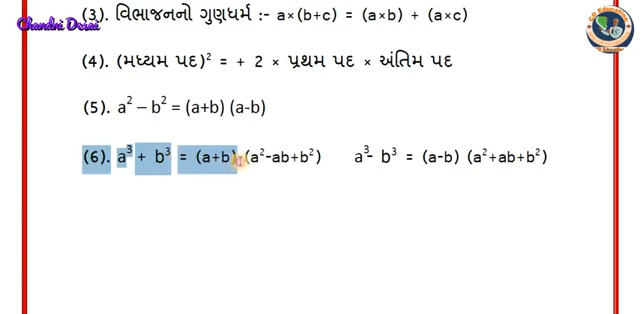 (3). વિભાજનનો ગુણધર્મ :- a×(b+c) = (a×b) + (a×c)
Chandni Desai
(4). (મધ્યમ પદ)² = + 2 × પ્રથમ પદ × અંતિમ પદ
(5). a² – b² = (a+b) (a-b)
(6). a³ + b³ = (a+b) (a²-ab+b²) a³- b³ = (a-b) (a²+ab+b²)